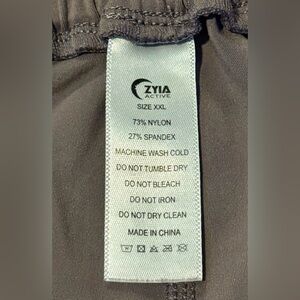 ZYIA
ACTIVE
SIZE XXL
73% NYLON
27% SPANDEX
MACHINE WASH COLD
DO NOT TUMBLE DRY
DO NOT BLEACH
DO NOT IRON
DO NOT DRY CLEAN
MADE IN CHINA